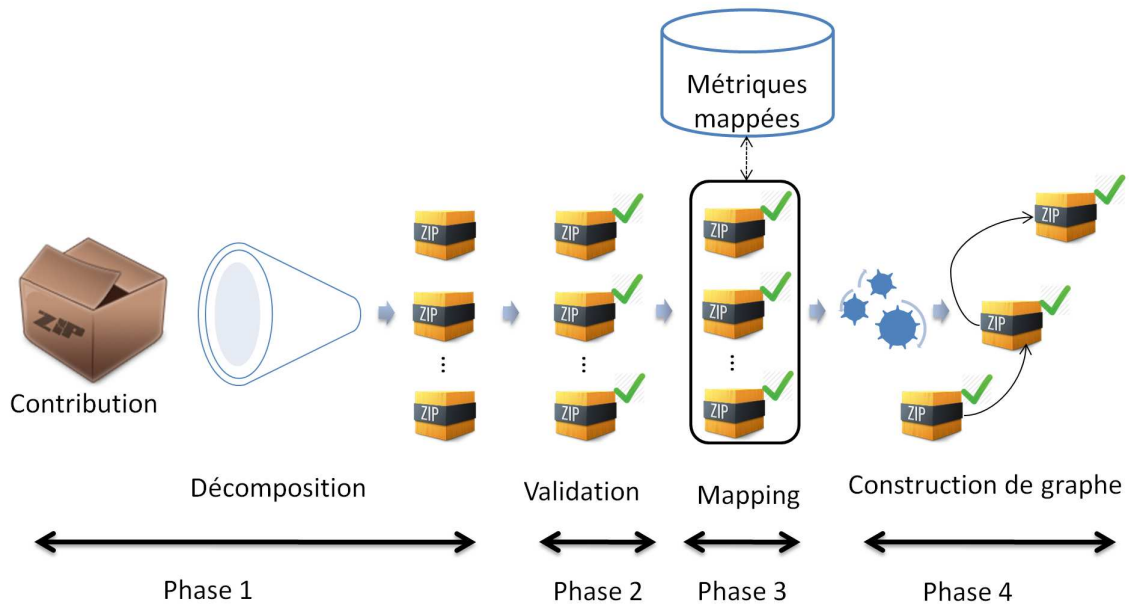 Métriques
mappées
ZIP
ZIP
ZIP
ZIP
ZIP
ZIP
ZIP
ZIP
ZIP
ZIP
ZIP
ZIP
ZIP
Contribution
Décomposition
Validation
Mapping
Construction de graphe
Phase 1
Phase 2
Phase 3
Phase 4